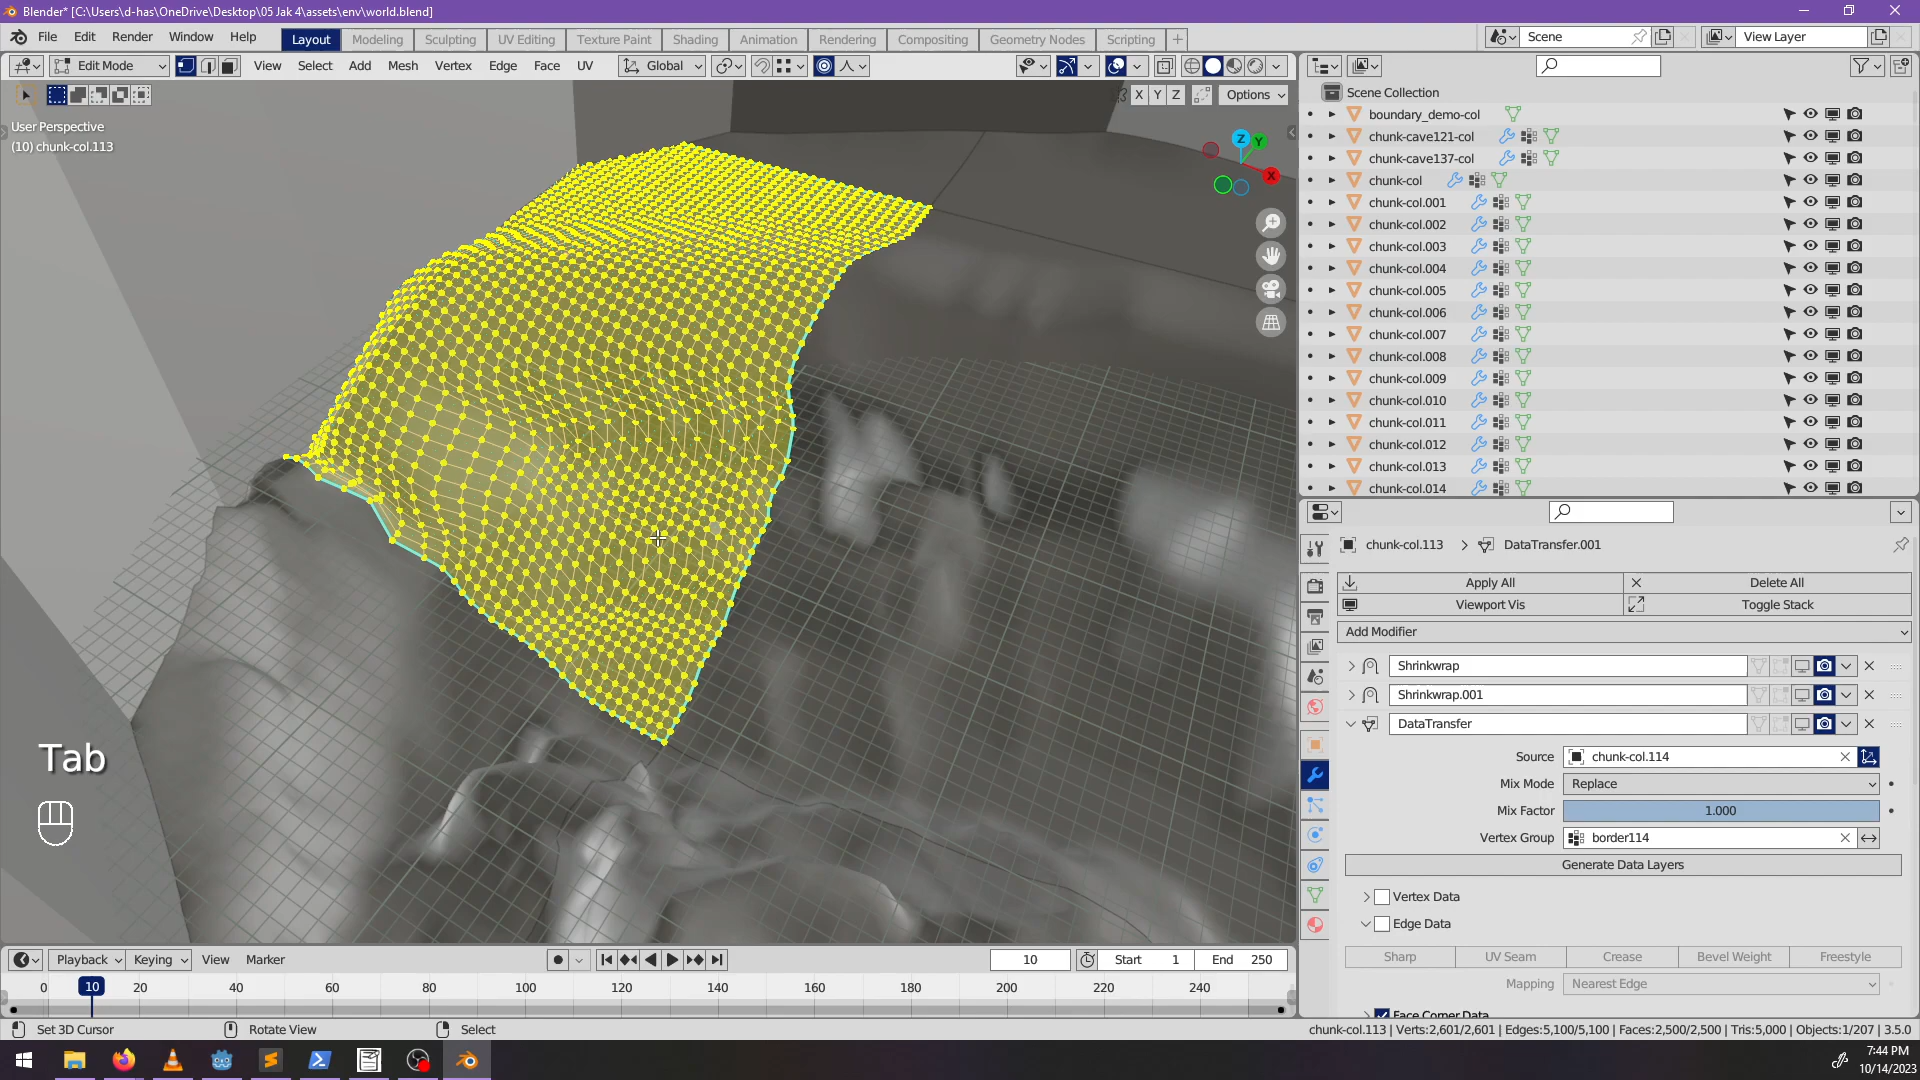 Blender* [C:\Users\d-has\OneDrive\Desktop\05 Jak 4\assets\env\world.blend]
File Edit Render Window Help Layout Modeling Sculpting UV Editing Texture Paint Shading Animation Rendering Compositing Geometry Nodes Scripting + Scene View Layer
Edit Mode View Select Add Mesh Vertex Edge Face UV Global
X Y Z Options
User Perspective
(10) chunk-col.113
Z Y X
Tab
Scene Collection
boundary_demo-col
chunk-cave121-col
chunk-cave137-col
chunk-col
chunk-col.001
chunk-col.002
chunk-col.003
chunk-col.004
chunk-col.005
chunk-col.006
chunk-col.007
chunk-col.008
chunk-col.009
chunk-col.010
chunk-col.011
chunk-col.012
chunk-col.013
chunk-col.014
chunk-col.113 DataTransfer.001
Apply All Delete All
Viewport Vis Toggle Stack
Add Modifier
Shrinkwrap
Shrinkwrap.001
DataTransfer
Source chunk-col.114
Mix Mode Replace
Mix Factor 1.000
Vertex Group border114
Generate Data Layers
Vertex Data
Edge Data
Sharp UV Seam Crease Bevel Weight Freestyle
Mapping Nearest Edge
Face Corner Data
Playback Keying View Marker 10 Start 1 End 250
0 10 20 40 60 80 100 120 140 160 180 200 220 240
Set 3D Cursor Rotate View Select chunk-col.113 | Verts:2,601/2,601 | Edges:5,100/5,100 | Faces:2,500/2,500 | Tris:5,000 | Objects:1/207 | 3.5.0
7:44 PM
10/14/2023